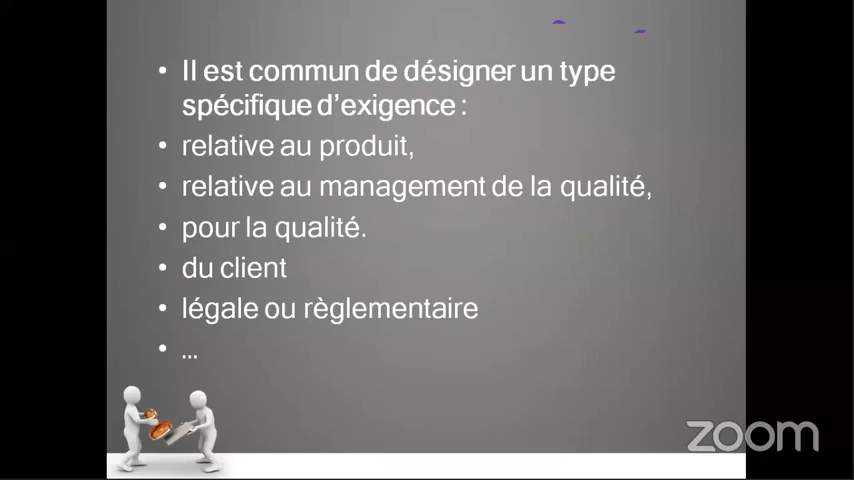 • Il est commun de désigner un type
spécifique d'exigence :
• relative au produit,
• relative au management de la qualité,
• pour la qualité.
• du client
• légale ou règlementaire
• ...
zoom